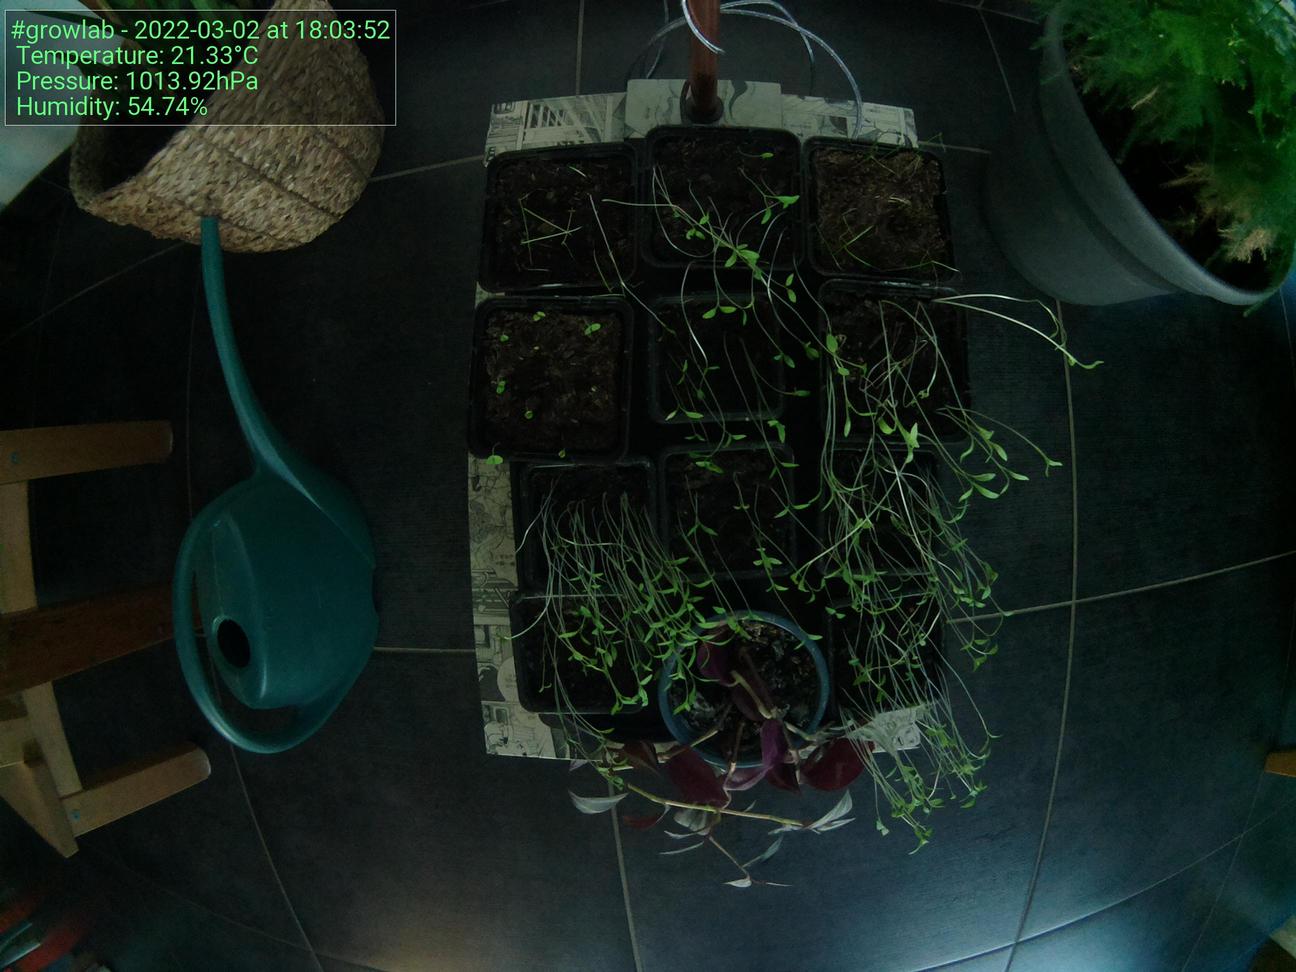 #growlab - 2022-03-02 at 18:03:52
Temperature: 21.33°C
Pressure: 1013.92hPa
Humidity: 54.74%